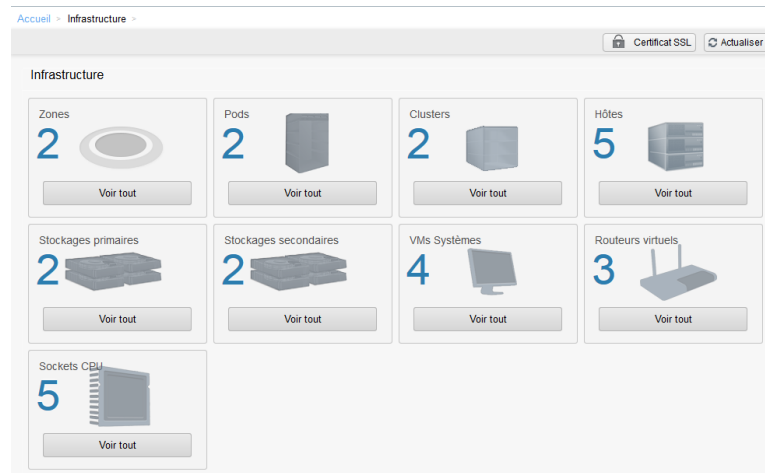 Accueil > Infrastructure >
Certificat SSL Actualiser
Infrastructure
Zones
2
Voir tout
Pods
2
Voir tout
Clusters
2
Voir tout
Hôtes
5
Voir tout
Stockages primaires
2
Voir tout
Stockages secondaires
2
Voir tout
VMs Systèmes
4
Voir tout
Routeurs virtuels
3
Voir tout
Sockets CPU
5
Voir tout